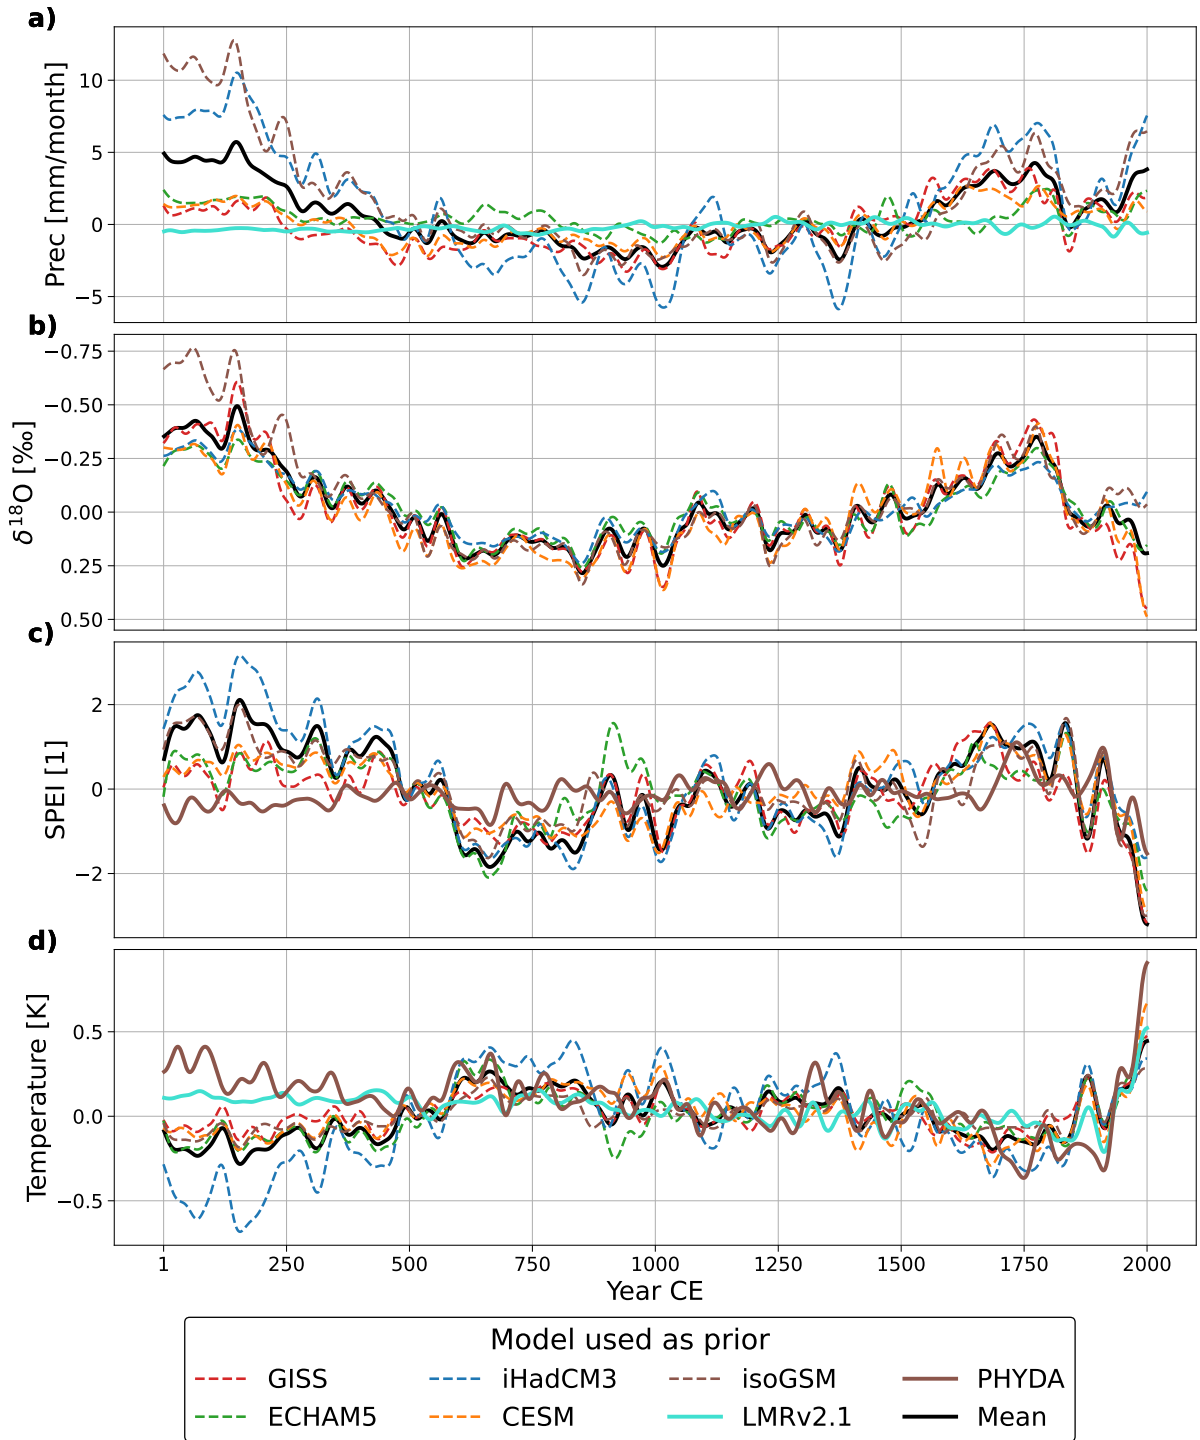 a)
Prec [mm/month]
10
5
0
−5
b)
δ¹⁸O [‰]
−0.75
−0.50
−0.25
0.00
0.25
0.50
c)
SPEI [1]
2
0
−2
d)
Temperature [K]
0.5
0.0
−0.5
1 250 500 750 1000 1250 1500 1750 2000
Year CE
Model used as prior
GISS iHadCM3 isoGSM PHYDA
ECHAM5 CESM LMRv2.1 Mean